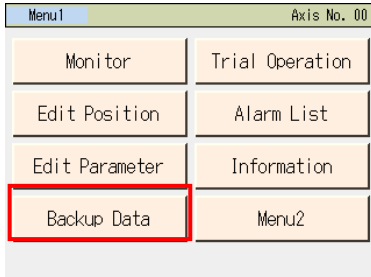 Menu1 Axis No. 00
Monitor Trial Operation
Edit Position Alarm List
Edit Parameter Information
Backup Data Menu2